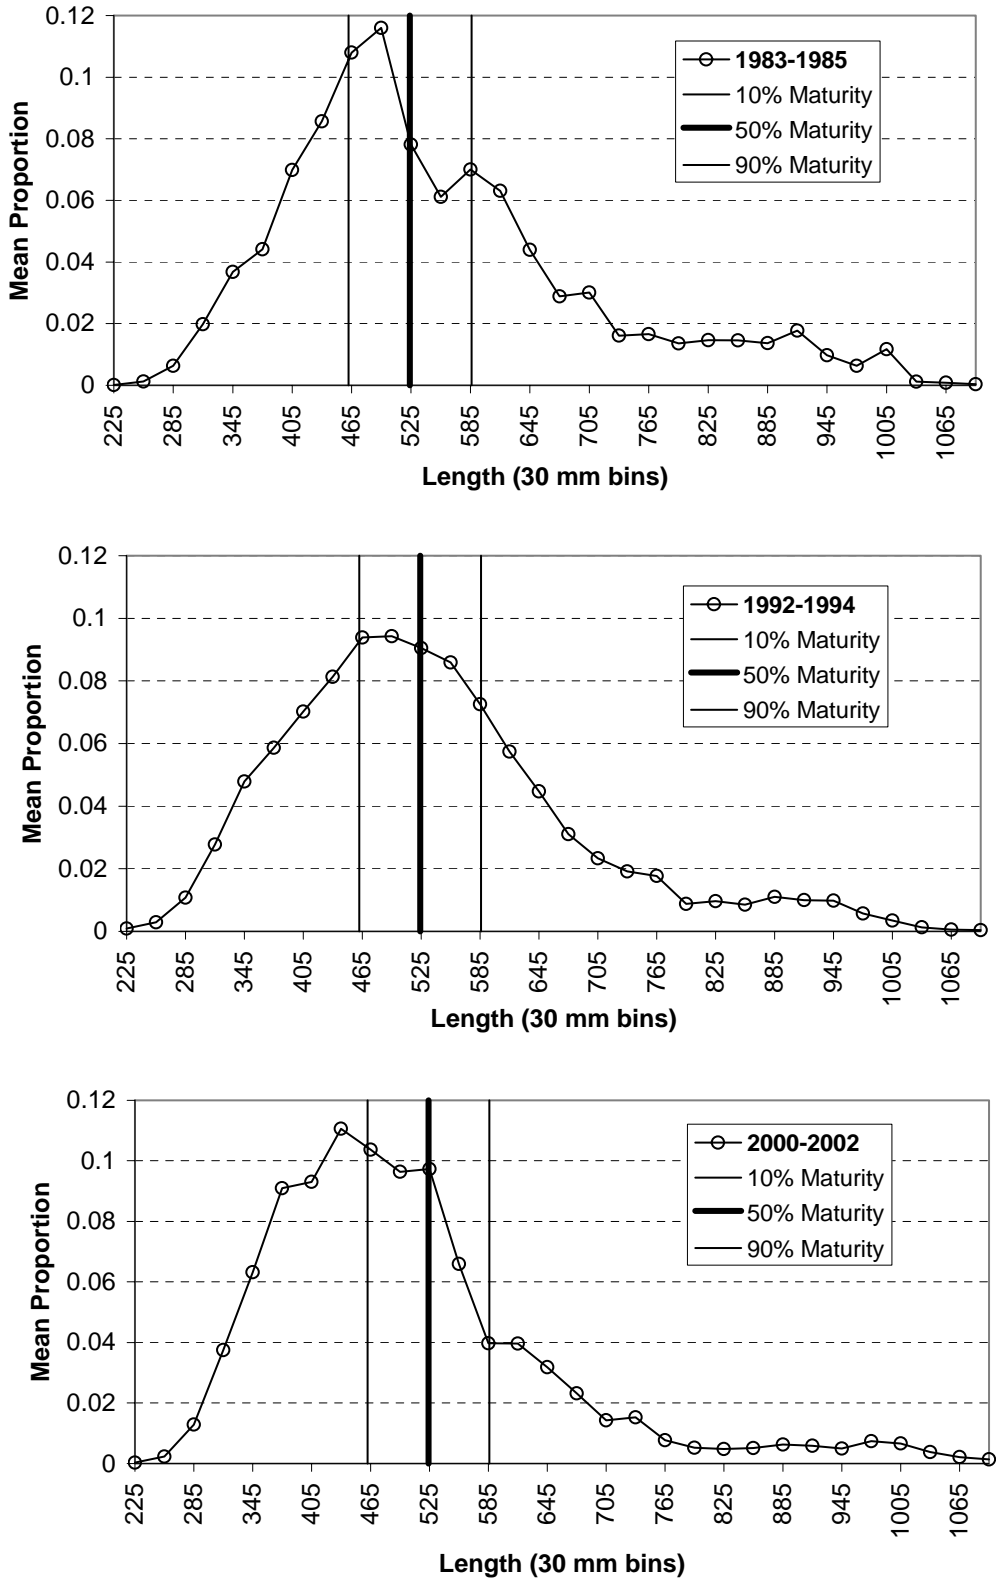 0.12
0.1
0.08
0.06
0.04
0.02
0
Mean Proportion
1983-1985
10% Maturity
50% Maturity
90% Maturity
225 285 345 405 465 525 585 645 705 765 825 885 945 1005 1065
Length (30 mm bins)
0.12
0.1
0.08
0.06
0.04
0.02
0
Mean Proportion
1992-1994
10% Maturity
50% Maturity
90% Maturity
225 285 345 405 465 525 585 645 705 765 825 885 945 1005 1065
Length (30 mm bins)
0.12
0.1
0.08
0.06
0.04
0.02
0
Mean Proportion
2000-2002
10% Maturity
50% Maturity
90% Maturity
225 285 345 405 465 525 585 645 705 765 825 885 945 1005 1065
Length (30 mm bins)